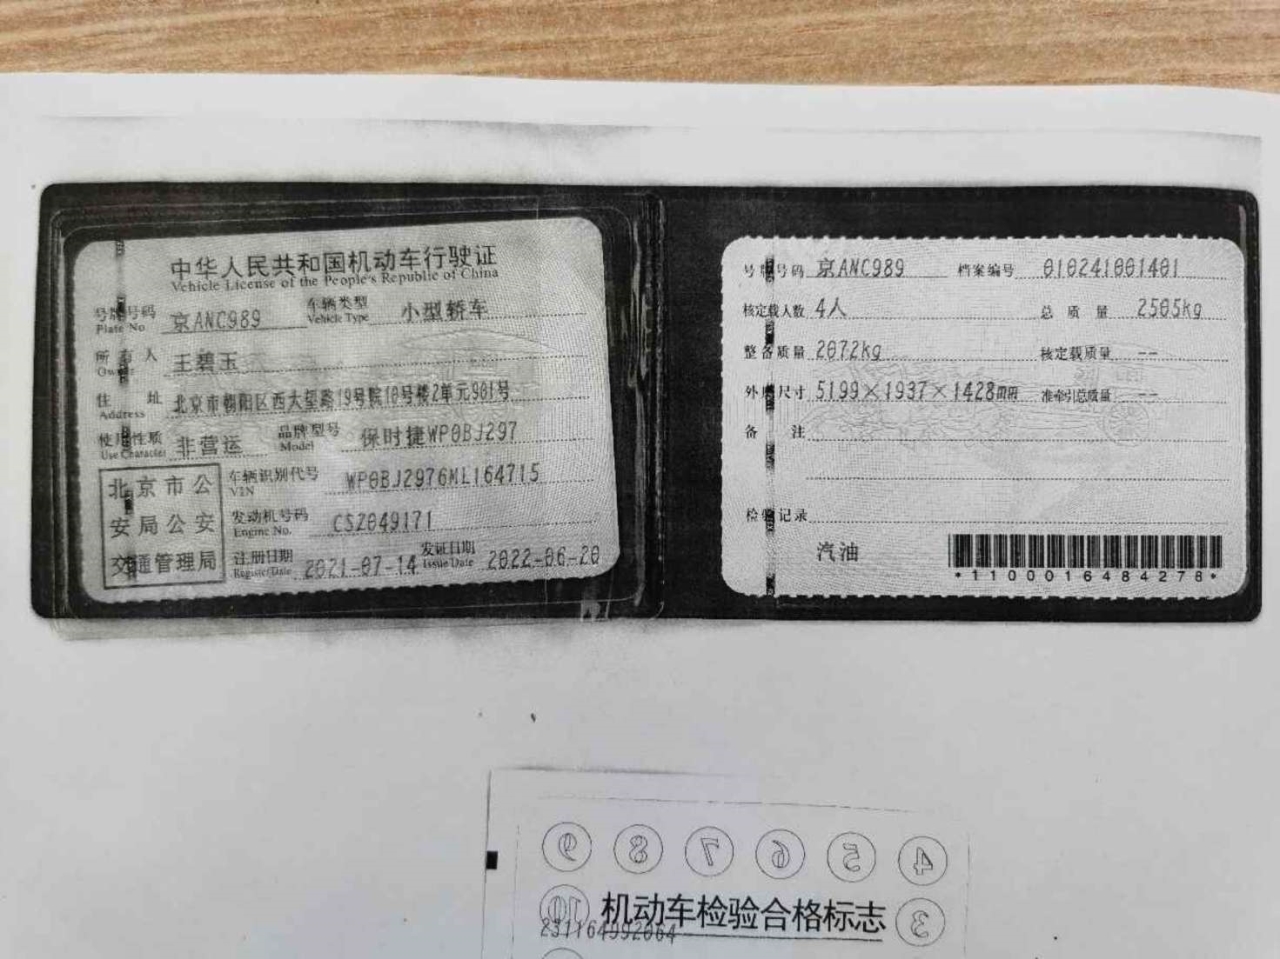 中华人民共和国机动车行驶证
Vehicle License of the People's Republic of China
号牌号码 京ANC989 车辆类型 小型轿车
Plate No. Vehicle Type
所有人 王碧玉
Owner
住址 北京市朝阳区西大望路19号院10号楼2单元901号
Address
使用性质 非营运 品牌型号 保时捷WP0BJ297
Use Character Model
北京市公安局公安交通管理局
车辆识别代号 WP0BJ2976ML164715
VIN
发动机号码 CSZ049171
Engine No.
注册日期 2021-07-14 发证日期 2022-06-20
Register Date Issue Date
号牌号码 京ANC989 档案编号 010241001401
核定载人数 4人 总质量 2505kg
整备质量 2072kg 核定载质量 --
外廓尺寸 5199×1937×1428mm 准牵引总质量 --
备注
检验记录
汽油
*1100016484278*
9 8 7 6 5 4
10 机动车检验合格标志 3
231164992064